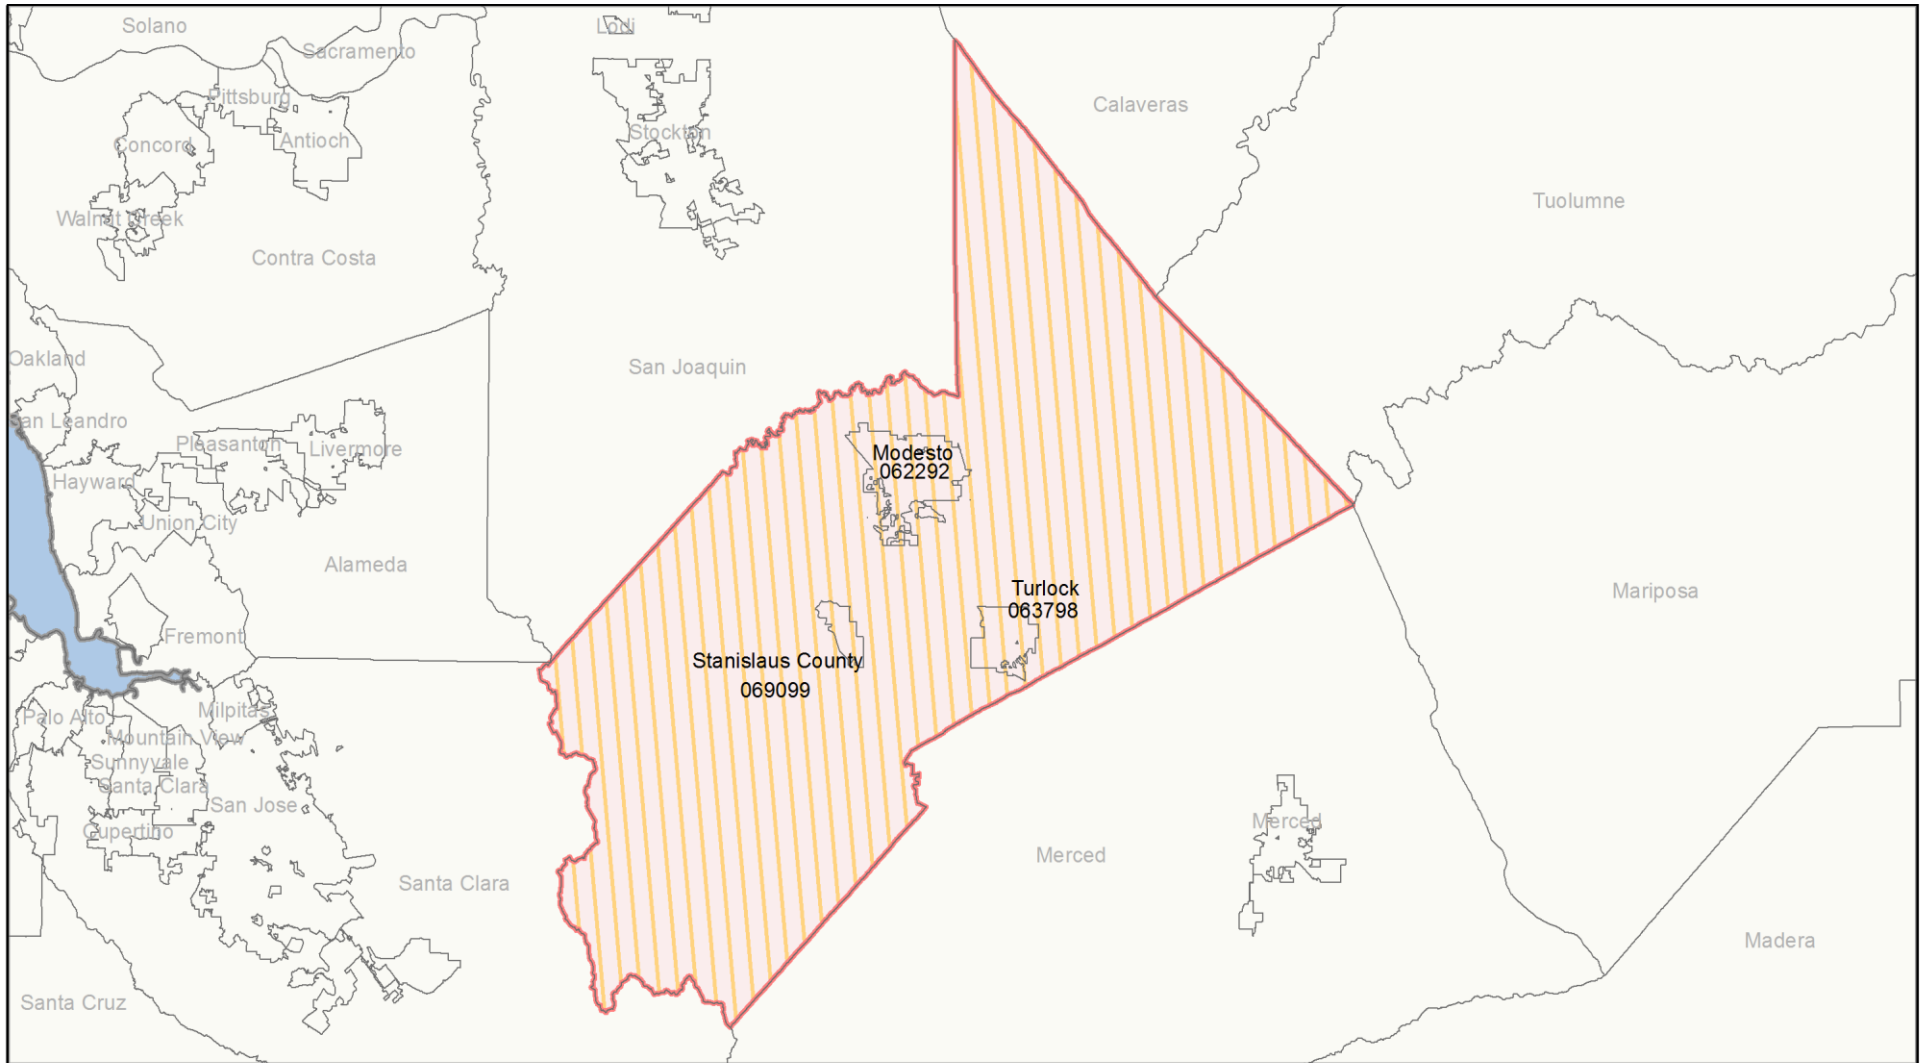 Solano
Lodi
Sacramento
Pittsburg
Calaveras
Stockton
Antioch
Concord
Tuolumne
Walnut Creek
Contra Costa
Oakland
San Joaquin
San Leandro
Pleasanton
Livermore
Modesto
062292
Hayward
Union City
Alameda
Turlock
063798
Mariposa
Fremont
Stanislaus County
069099
Milpitas
Palo Alto
Mountain View
Sunnyvale
Santa Clara
San Jose
Cupertino
Merced
Merced
Santa Clara
Madera
Santa Cruz